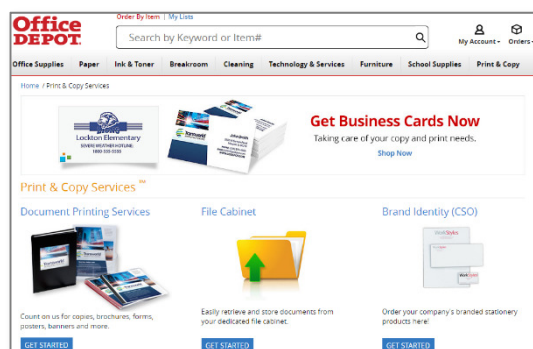 Office
DEPOT
Order By Item | My Lists
Search by Keyword or Item#
My Account
Orders
Office Supplies Paper Ink & Toner Breakroom Cleaning Technology & Services Furniture School Supplies Print & Copy
Home / Print & Copy Services
Lockton Elementary
SEVERE WEATHER HOTLINE:
Get Business Cards Now
Taking care of your copy and print needs.
Shop Now
Print & Copy Services ™
Document Printing Services
File Cabinet
Brand Identity (CSO)
Count on us for copies, brochures, forms,
posters, banners and more.
Easily retrieve and store documents from
your dedicated file cabinet.
Order your company's branded stationery
products here!
GET STARTED
GET STARTED
GET STARTED